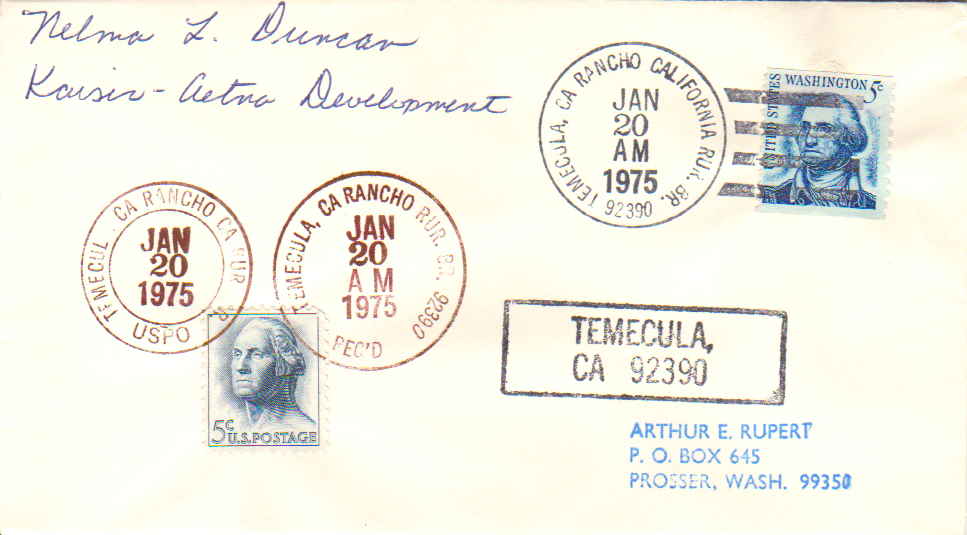 Nelma L. Duncan
Kaisir - Aetna Development
TEMECULA, CA RANCHO CALIFORNIA RUR. BR.
JAN
20
AM
1975
92390
UNITED STATES
WASHINGTON 5c
TEMECUL . CA RANCHO CA RUR
JAN
20
1975
USPO
TEMECULA, CA RANCHO RUR. BR. 92390
JAN
20
AM
1975
REC'D
5c
U.S. POSTAGE
TEMECULA,
CA 92390
ARTHUR E. RUPERT
P. O. BOX 645
PROSSER, WASH. 99350